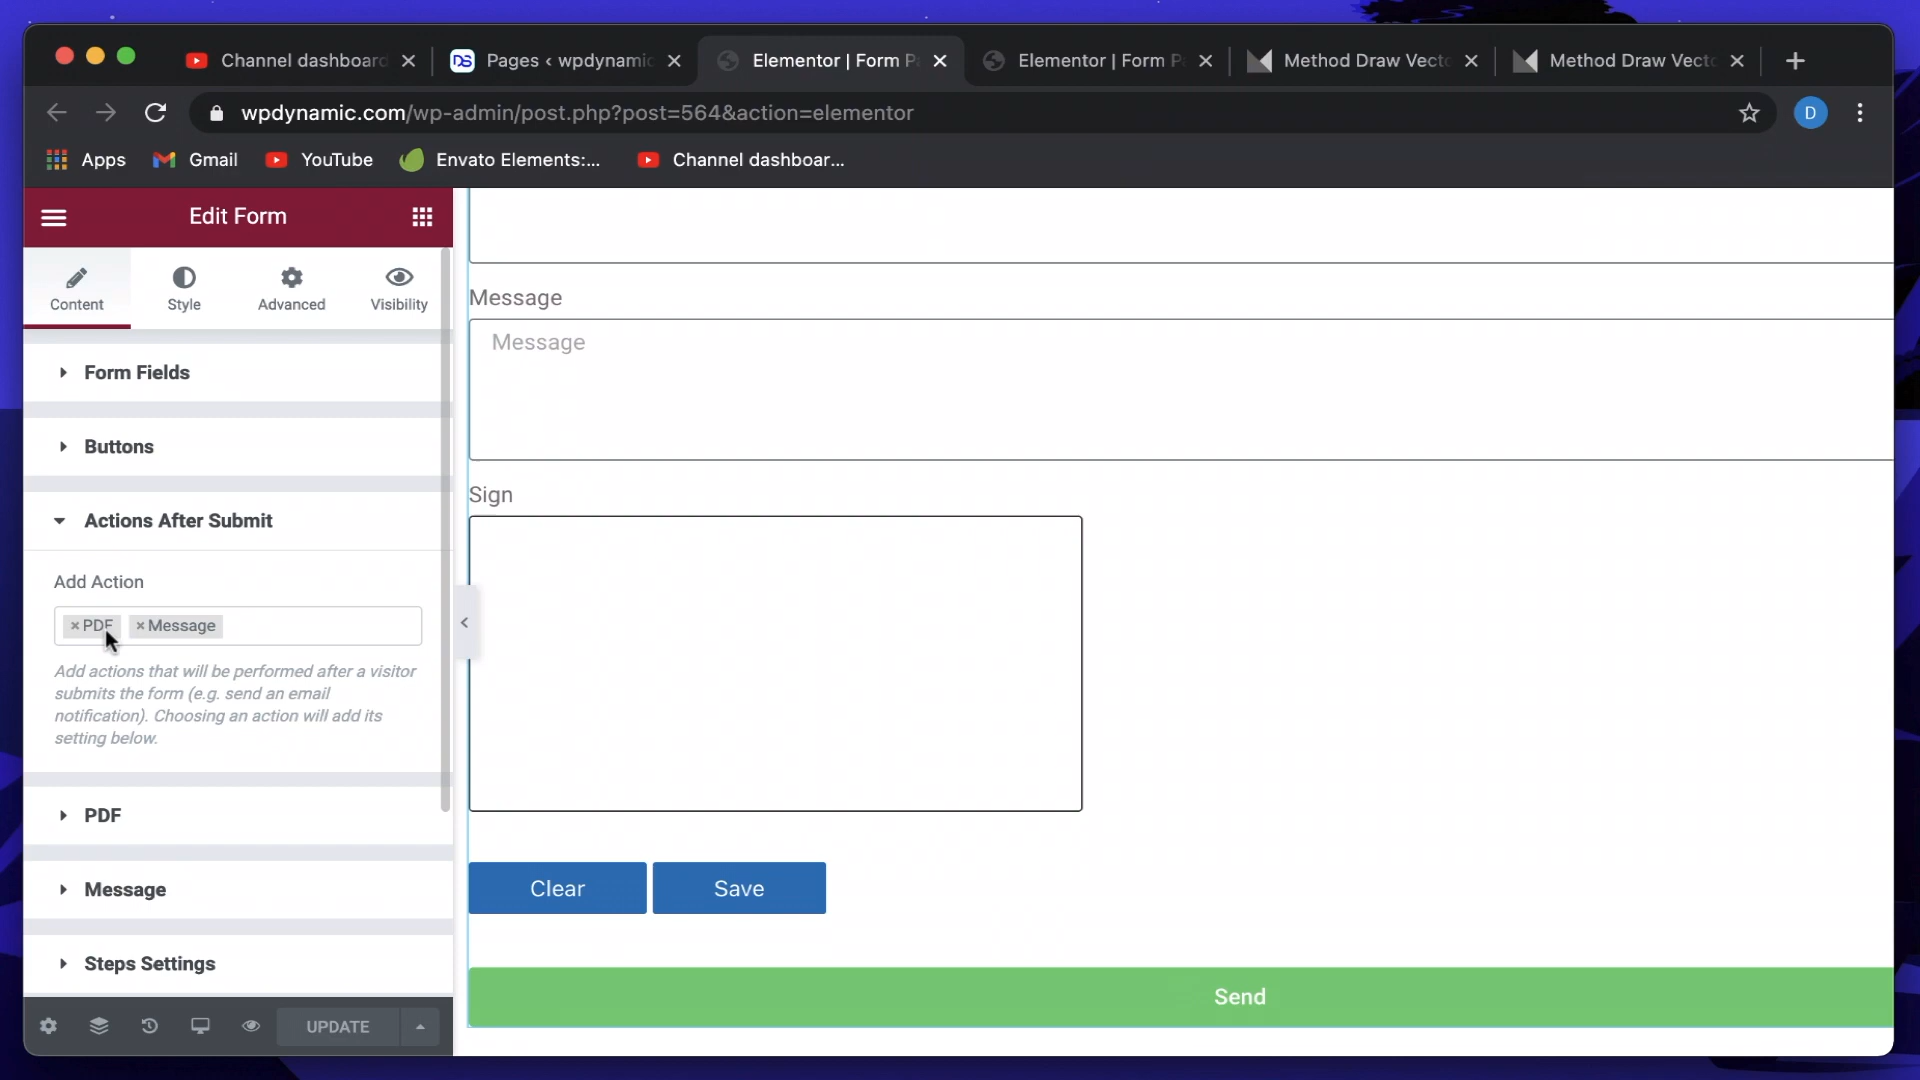 Channel dashboard
Pages ‹ wpdynamic
Elementor | Form P
Elementor | Form P
Method Draw Vect
Method Draw Vect
wpdynamic.com/wp-admin/post.php?post=564&action=elementor
D
Apps
Gmail
YouTube
Envato Elements:...
Channel dashboar...
Edit Form
Content
Style
Advanced
Visibility
Form Fields
Buttons
Actions After Submit
Add Action
×PDF
×Message
Add actions that will be performed after a visitor
submits the form (e.g. send an email
notification). Choosing an action will add its
setting below.
PDF
Message
Steps Settings
UPDATE
Message
Message
Sign
Clear
Save
Send